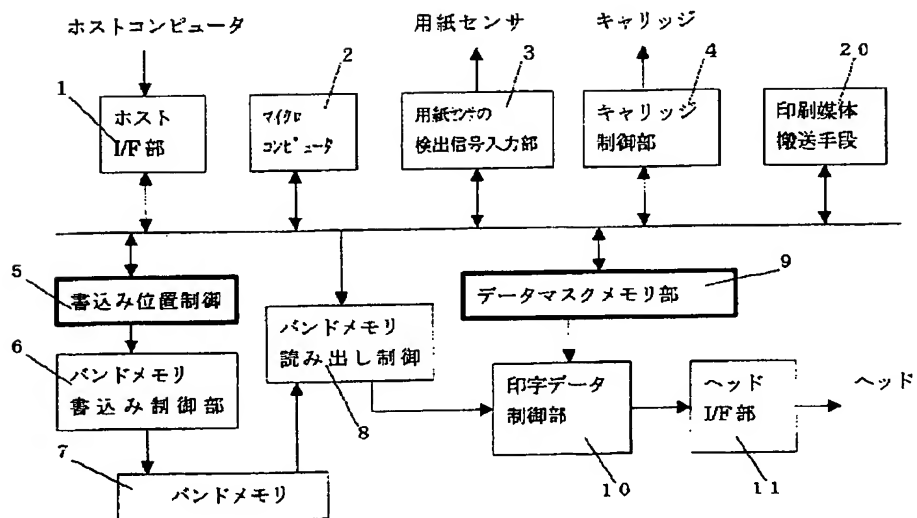 ホストコンピュータ
用紙センサ
キャリッジ
1
2
3
4
20
ホスト
I/F部
マイクロ
コンピュータ
用紙センサの
検出信号入力部
キャリッジ
制御部
印刷媒体
搬送手段
5
書込み位置制御
9
データマスクメモリ部
6
バンドメモリ
書込み制御部
バンドメモリ
読み出し制御
8
印字データ
制御部
10
ヘッド
I/F部
11
ヘッド
7
バンドメモリ